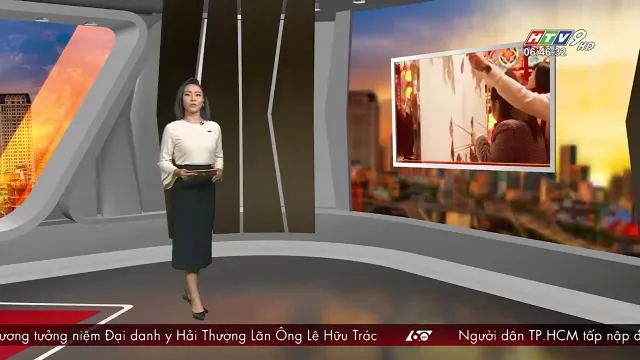 HTV9 HD
06:46:32
ương tưởng niệm Đại danh y Hải Thượng Lãn Ông Lê Hữu Trác 60 Người dân TP.HCM tấp nập đ